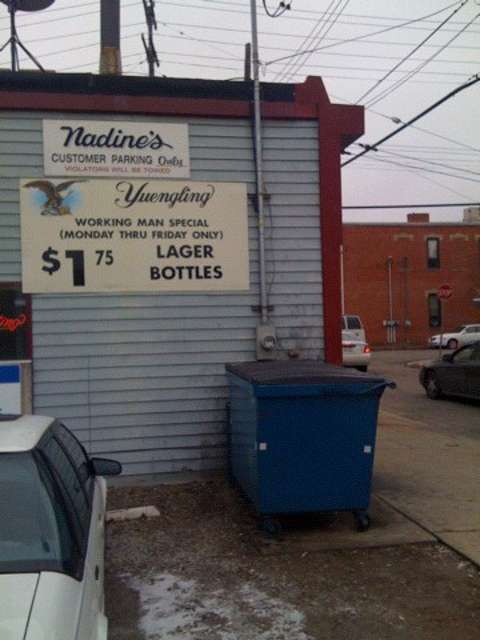 Nadine's
CUSTOMER PARKING Only
VIOLATORS WILL BE TOWED
Yuengling
WORKING MAN SPECIAL
(MONDAY THRU FRIDAY ONLY)
$1 75 LAGER
BOTTLES